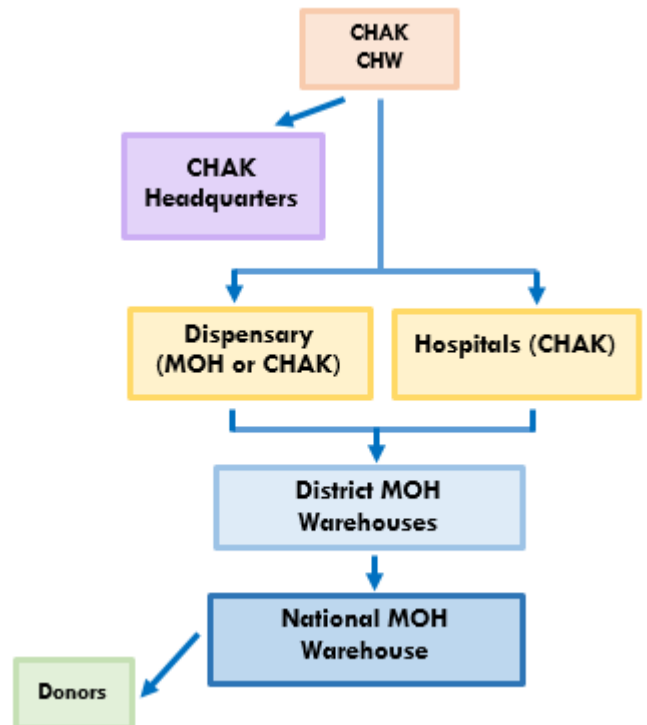 CHAK
CHW
CHAK
Headquarters
Dispensary
(MOH or CHAK)
Hospitals (CHAK)
District MOH
Warehouses
National MOH
Warehouse
Donors